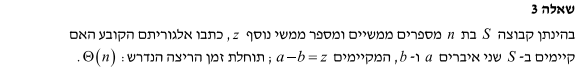 שאלה 3
בהינתן קבוצה S בת n מספרים ממשיים ומספר ממשי נוסף z, כתבו אלגוריתם הקובע האם
קיימים ב- S שני איברים a ו- b, המקיימים a−b=z ; תוחלת זמן הריצה הנדרש: Θ(n).